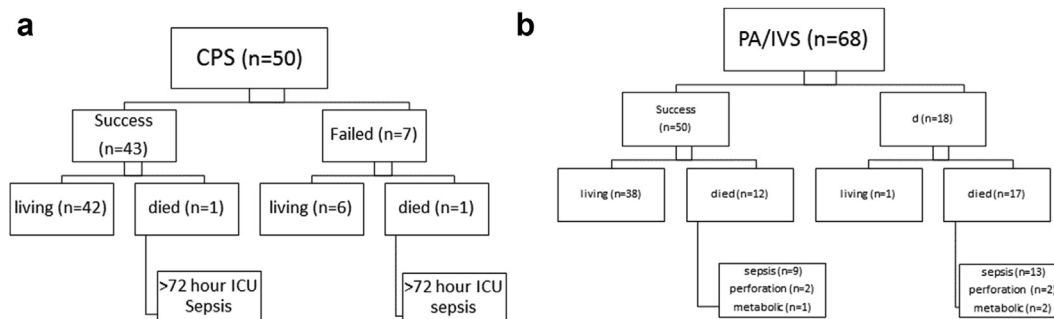 a
CPS (n=50)
Success
(n=43)
Failed (n=7)
living (n=42)
died (n=1)
living (n=6)
died (n=1)
>72 hour ICU
Sepsis
>72 hour ICU
sepsis
b
PA/IVS (n=68)
Success
(n=50)
d (n=18)
living (n=38)
died (n=12)
living (n=1)
died (n=17)
sepsis (n=9)
perforation (n=2)
metabolic (n=1)
sepsis (n=13)
perforation (n=2)
metabolic (n=2)